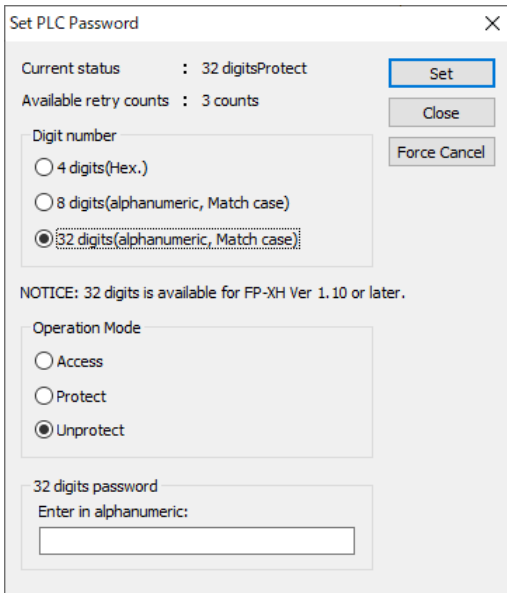 Set PLC Password
Current status : 32 digitsProtect
Set
Available retry counts : 3 counts
Close
Force Cancel
Digit number
4 digits(Hex.)
8 digits(alphanumeric, Match case)
32 digits(alphanumeric, Match case)
NOTICE: 32 digits is available for FP-XH Ver 1.10 or later.
Operation Mode
Access
Protect
Unprotect
32 digits password
Enter in alphanumeric: